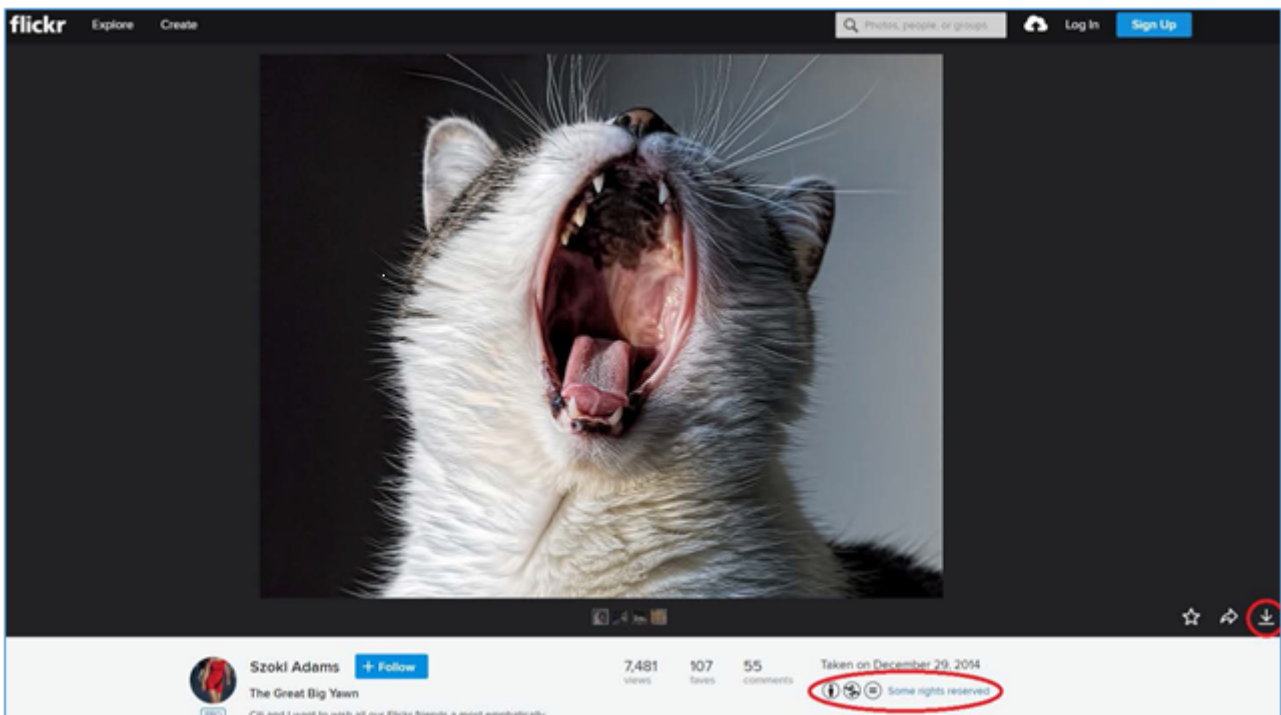 flickr Explore Create Photos, people, or groups Log In Sign Up
Szoki Adams + Follow
The Great Big Yawn
PRO
7,481 107 55
views faves comments
Taken on December 29, 2014
Some rights reserved